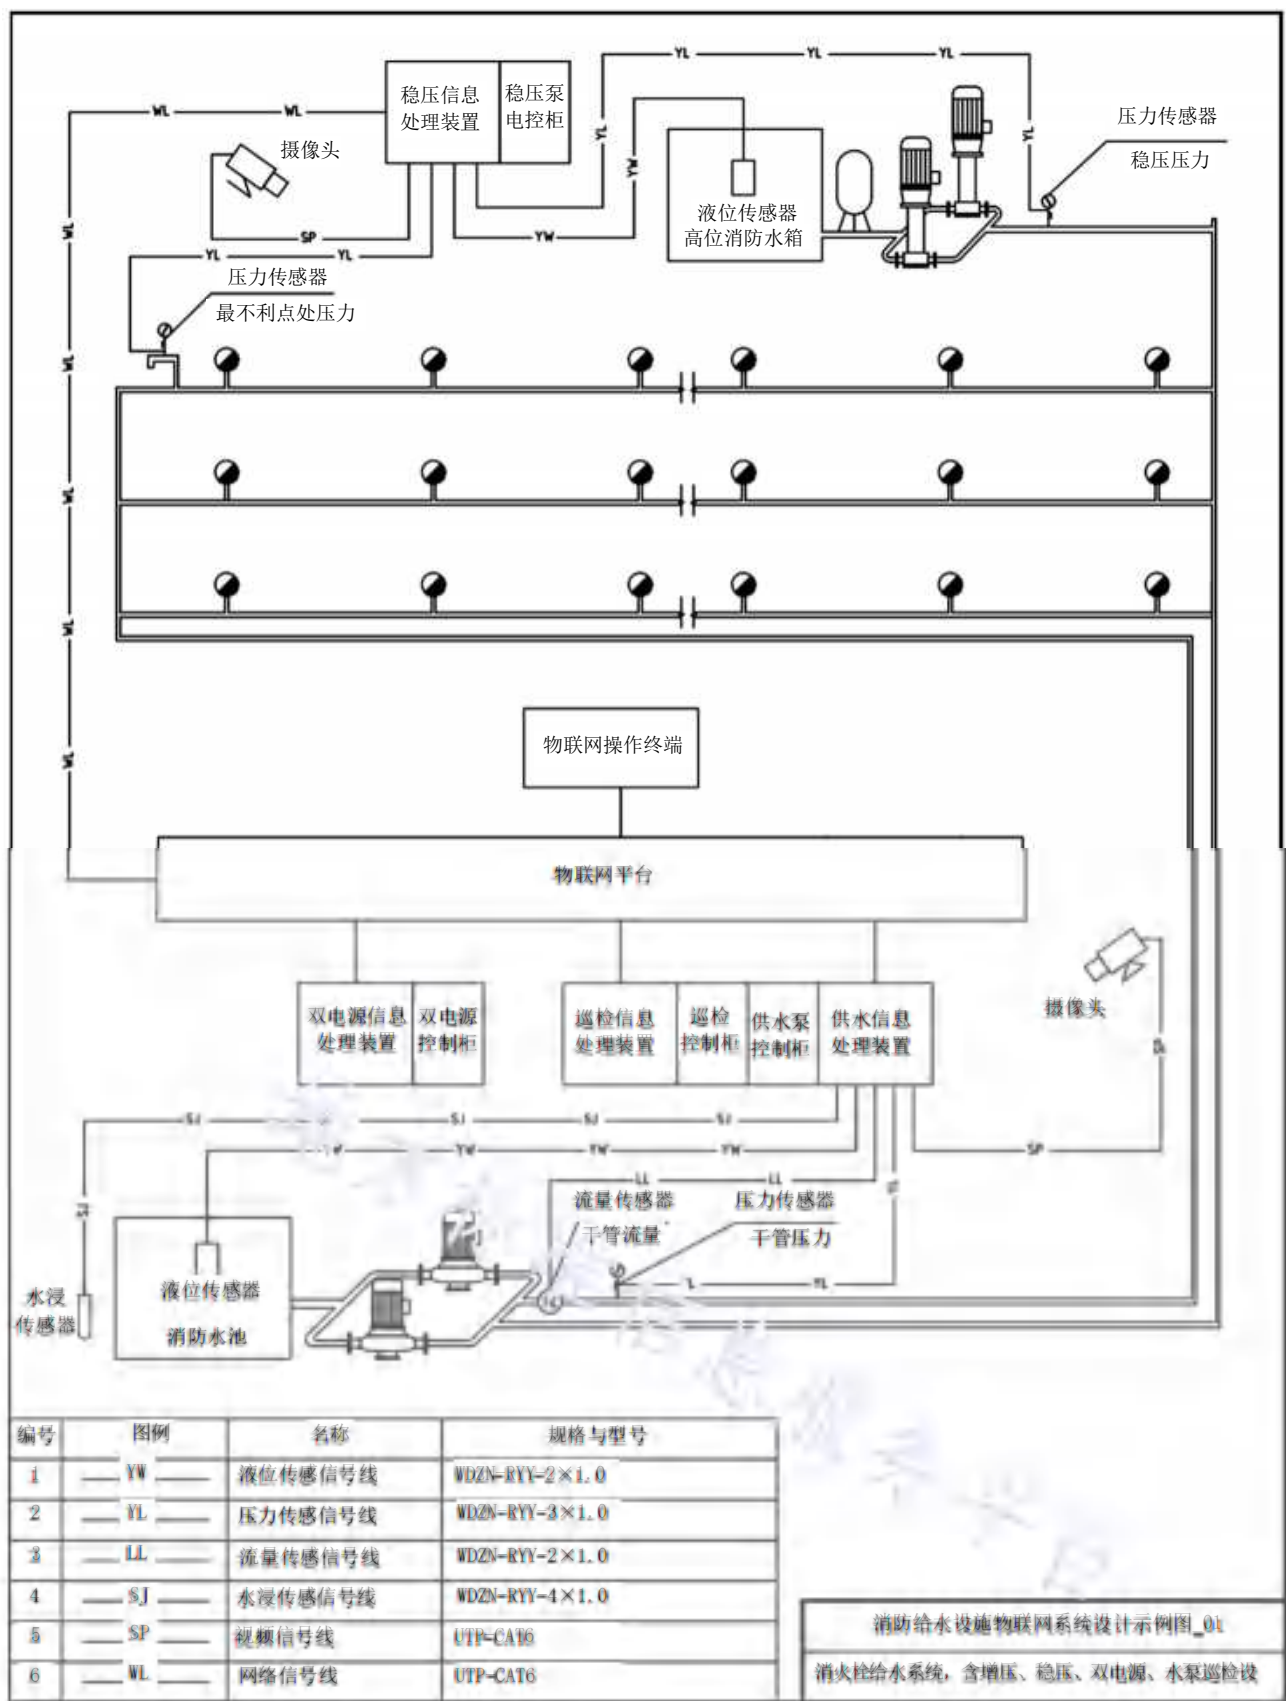 YL YL YL
稳压信息
处理装置
稳压泵
电控柜
WL WL
摄像头
YL
YW
YL
压力传感器
稳压压力
液位传感器
高位消防水箱
WL
SP
YW
YL YL
压力传感器
最不利点处压力
WL
WL
WL
WL
物联网操作终端
物联网平台
摄像头
双电源信息
处理装置
双电源
控制柜
巡检信息
处理装置
巡检
控制柜
供水泵
控制柜
供水信息
处理装置
SP
SJ SJ SJ SJ
YW YW YW
SP
LL LL
YL
SJ
流量传感器
干管流量
压力传感器
干管压力
YL
液位传感器
消防水池
水浸
传感器
编号 图例 名称 规格与型号
1 YW 液位传感信号线 WDZN-RYY-2×1.0
2 YL 压力传感信号线 WDZN-RYY-3×1.0
3 LL 流量传感信号线 WDZN-RYY-2×1.0
4 SJ 水浸传感信号线 WDZN-RYY-4×1.0
5 SP 视频信号线 UTP-CAT6
6 WL 网络信号线 UTP-CAT6
消防给水设施物联网系统设计示例图_01
消火栓给水系统，含增压、稳压、双电源、水泵巡检设